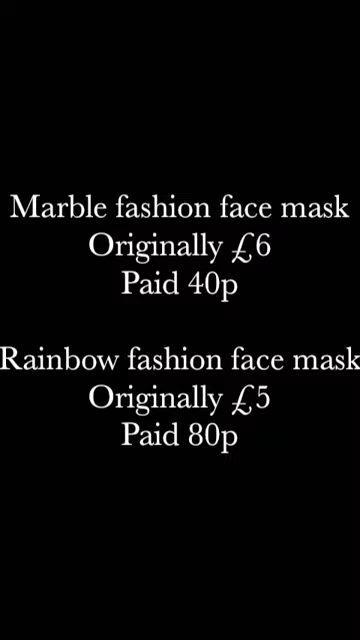 Marble fashion face mask
Originally £6
Paid 40p
Rainbow fashion face mask
Originally £5
Paid 80p